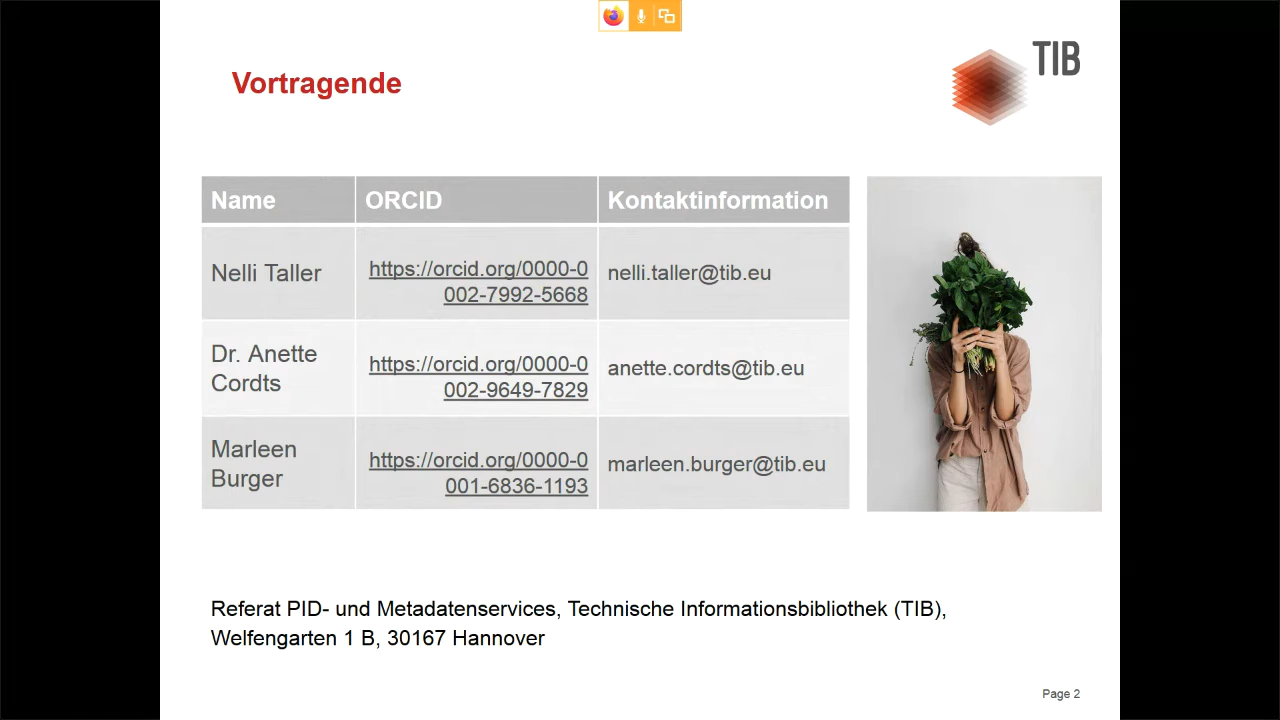 TIB
Vortragende
Name ORCID Kontaktinformation
Nelli Taller https://orcid.org/0000-0 nelli.taller@tib.eu
002-7992-5668
Dr. Anette https://orcid.org/0000-0 anette.cordts@tib.eu
Cordts 002-9649-7829
Marleen https://orcid.org/0000-0 marleen.burger@tib.eu
Burger 001-6836-1193
Referat PID- und Metadatenservices, Technische Informationsbibliothek (TIB),
Welfengarten 1 B, 30167 Hannover
Page 2